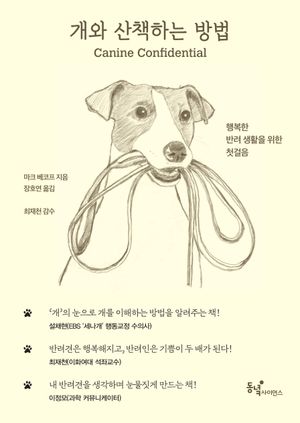 개와 산책하는 방법
Canine Confidential
행복한
반려 생활을 위한
첫걸음
마크 베코프 지음
장호연 옮김
최재천 감수
‘개’의 눈으로 개를 이해하는 방법을 알려주는 책!
설채현(EBS ‘세나개’ 행동교정 수의사)
반려견은 행복해지고, 반려인은 기쁨이 두 배가 된다!
최재천(이화여대 석좌교수)
내 반려견을 생각하며 눈물짓게 만드는 책!
이정모(과학 커뮤니케이터)
동녘사이언스